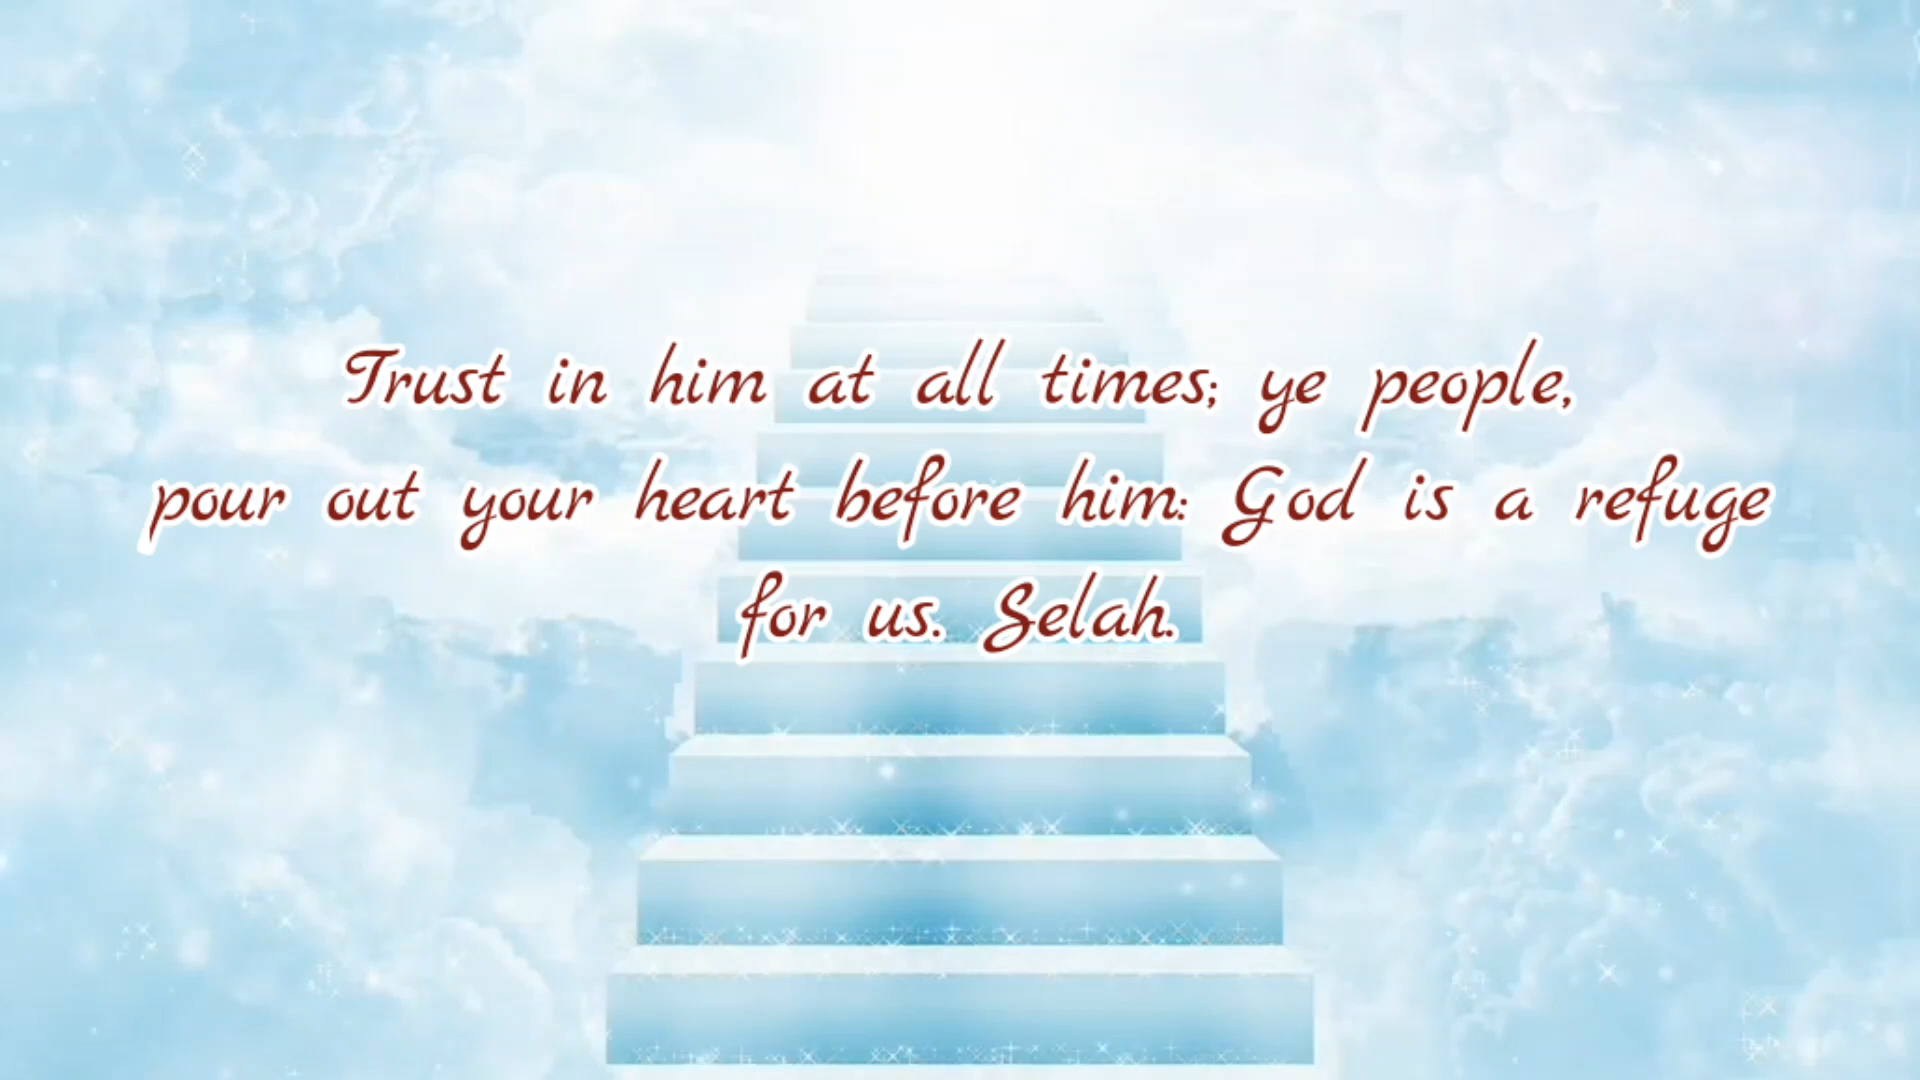 Trust in him at all times; ye people,
pour out your heart before him: God is a refuge
for us. Selah.